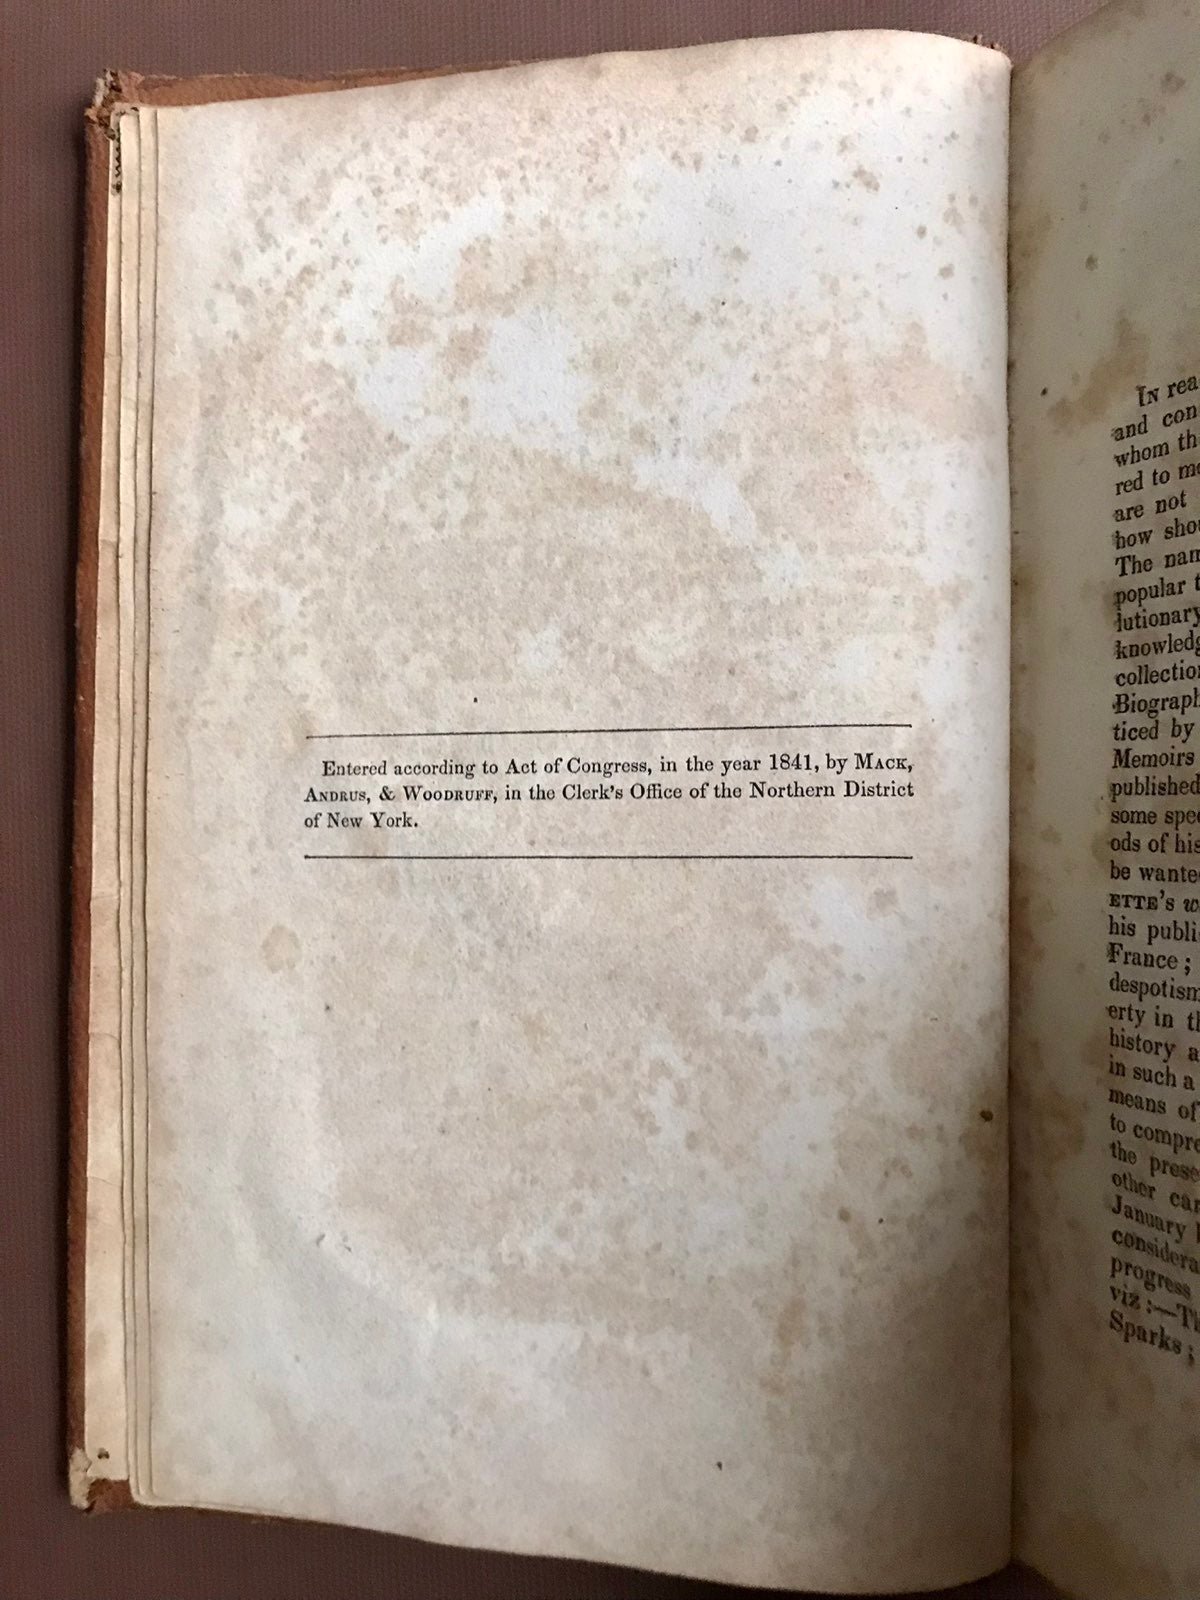 Entered according to Act of Congress, in the year 1841, by MACK,
ANDRUS, & WOODRUFF, in the Clerk's Office of the Northern District
of New York.
IN rea
and con
whom th
red to me
are not
how shou
The nam
popular t
lutionary
knowledg
collection
Biograph
ticed by
Memoirs
published
some spec
ods of his
be wanted
ETTE's w
his publi
France;
despotism
erty in th
history a
in such a
means of
to compre
the prese
other car
January
considera
progress
viz:—Th
Sparks;